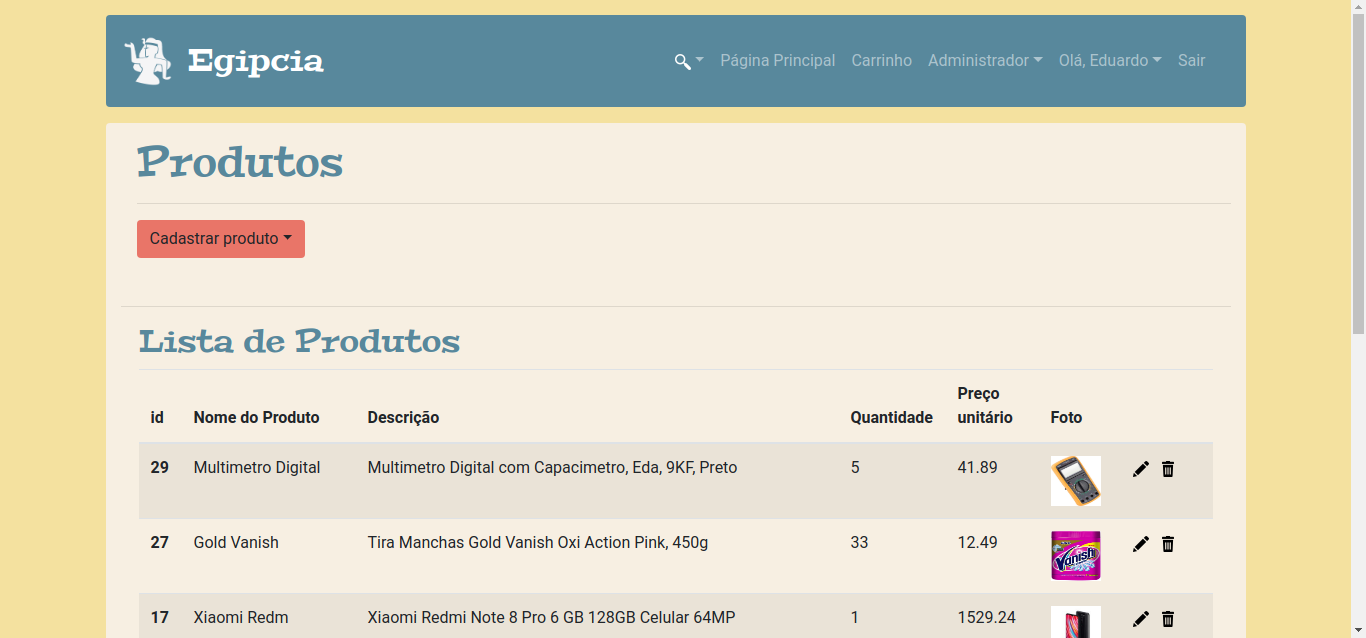 Egipcia
Página Principal Carrinho Administrador Olá, Eduardo Sair
Produtos
Cadastrar produto
Lista de Produtos
id Nome do Produto Descrição Quantidade Preço unitário Foto
29 Multimetro Digital Multimetro Digital com Capacimetro, Eda, 9KF, Preto 5 41.89
27 Gold Vanish Tira Manchas Gold Vanish Oxi Action Pink, 450g 33 12.49
Vanish
17 Xiaomi Redm Xiaomi Redmi Note 8 Pro 6 GB 128GB Celular 64MP 1 1529.24